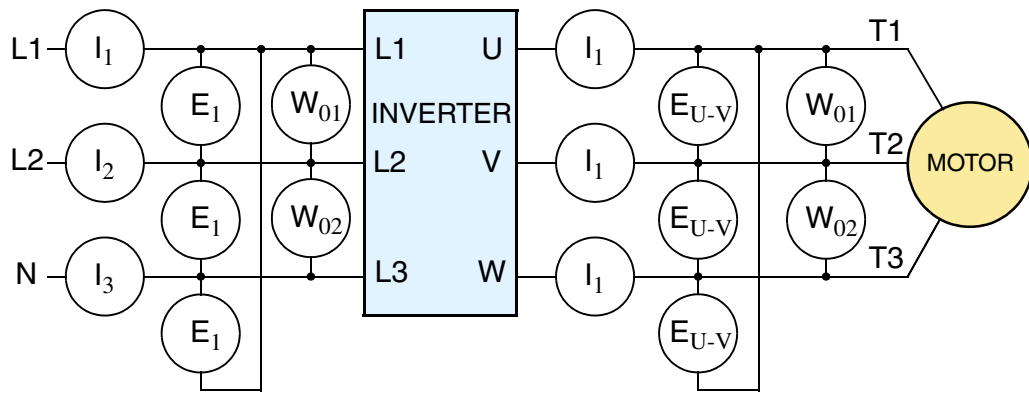 L1 I1 L1 U I1 T1
E1 W01 EU-V W01
INVERTER
L2 I2 L2 V I1 T2 MOTOR
E1 W02 EU-V W02
N I3 L3 W I1 T3
E1 EU-V